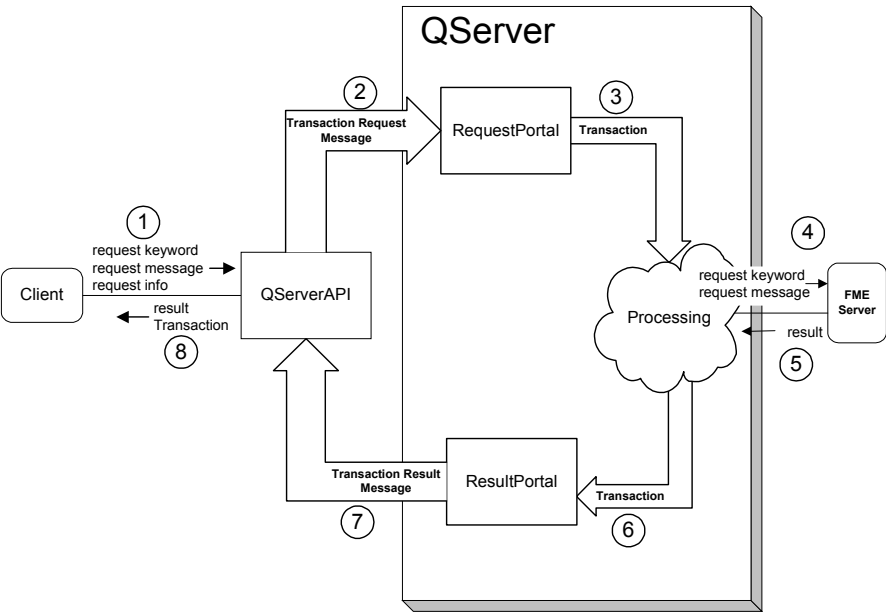 QServer
2
Transaction Request
Message
RequestPortal
3
Transaction
1
request keyword
request message
request info
Client
QServerAPI
result
Transaction
8
4
request keyword
request message
FME
Server
Processing
result
5
Transaction Result
Message
7
ResultPortal
Transaction
6